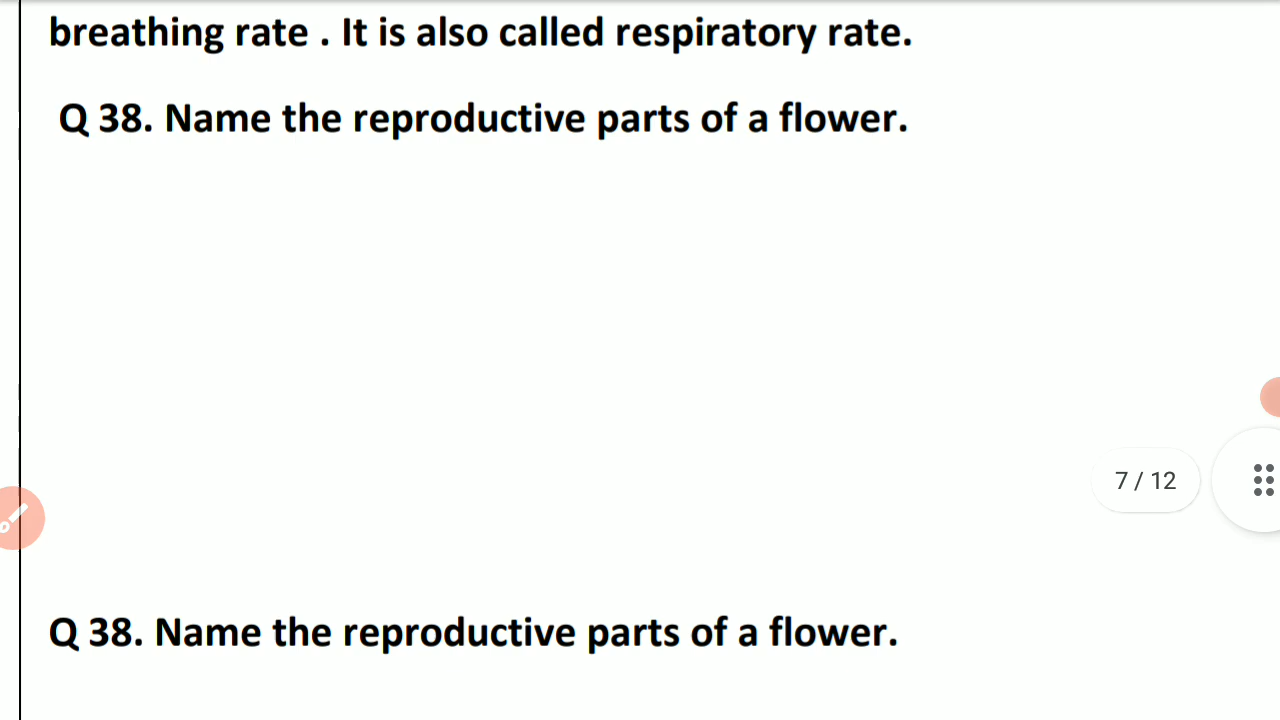 breathing rate . It is also called respiratory rate.
Q 38. Name the reproductive parts of a flower.
7 / 12
Q 38. Name the reproductive parts of a flower.